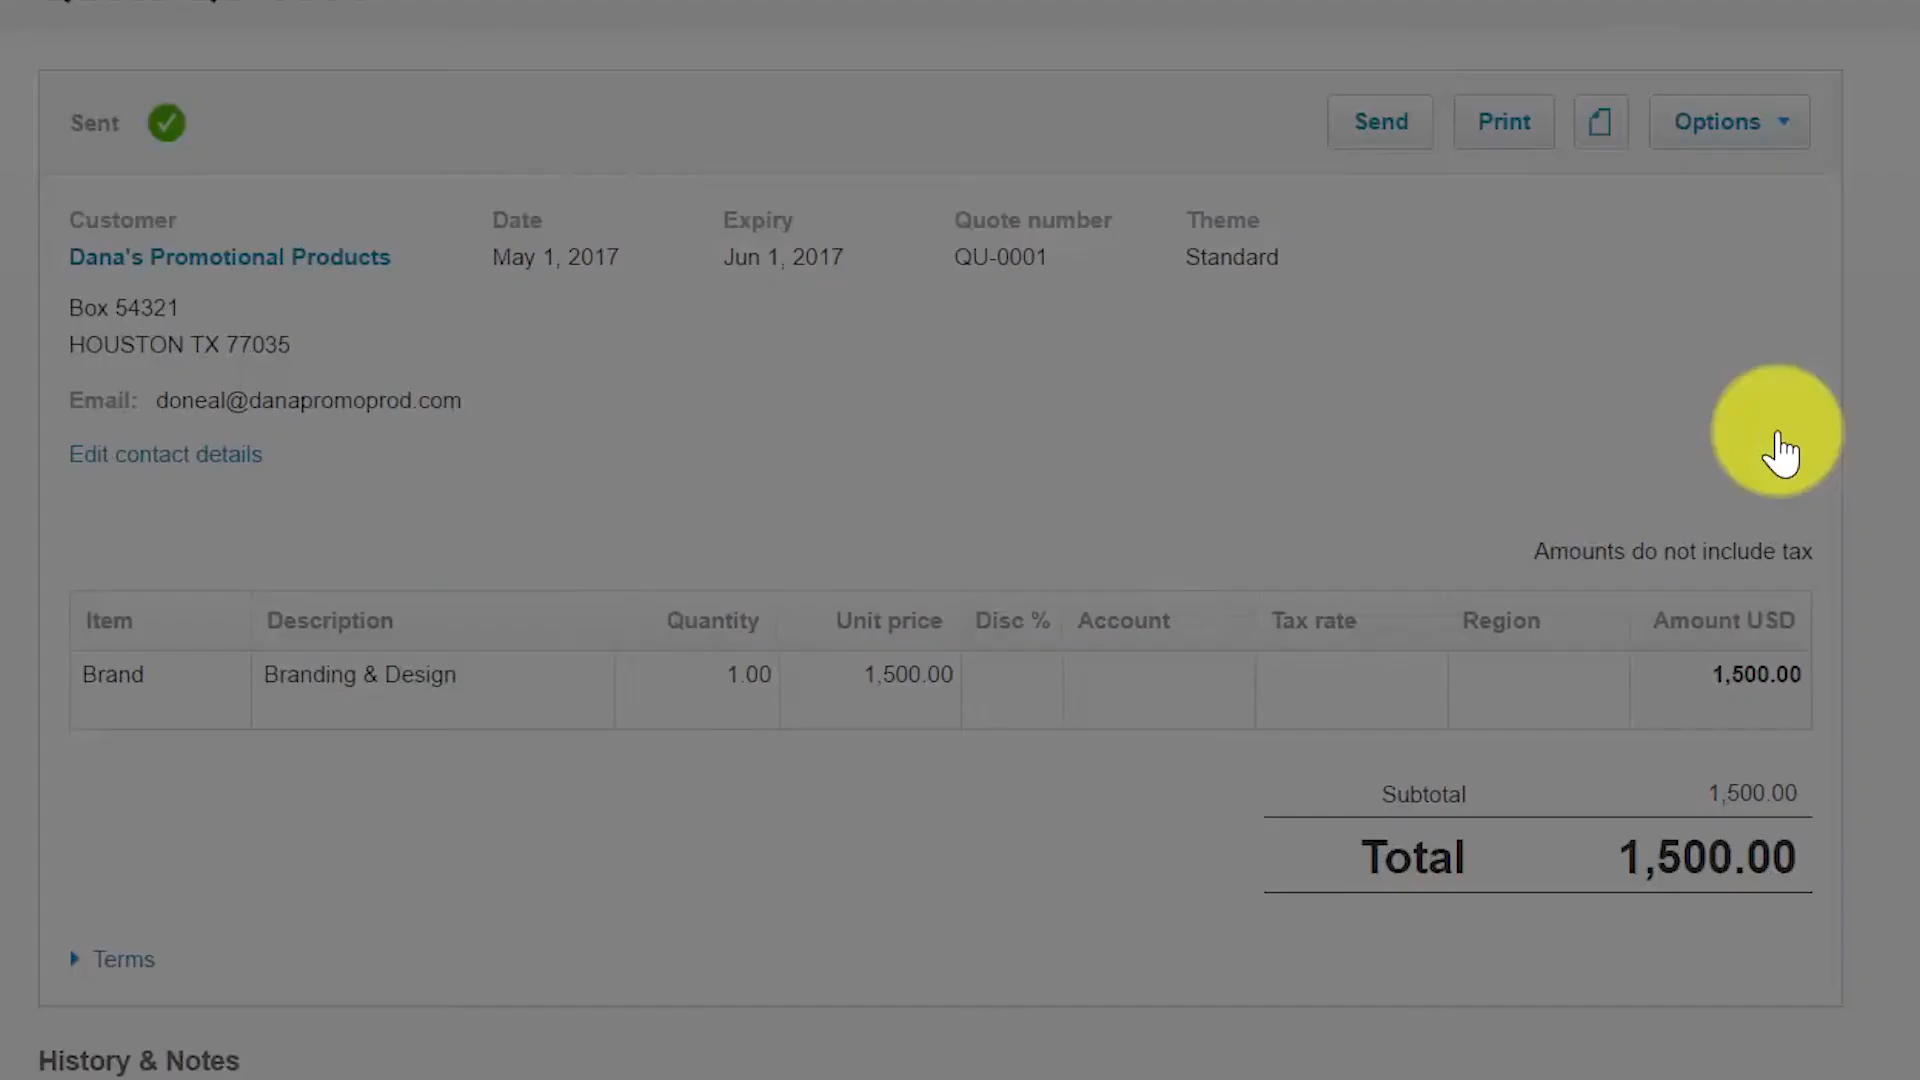 Sent
Send
Print
Options
Customer
Date
Expiry
Quote number
Theme
Dana's Promotional Products
May 1, 2017
Jun 1, 2017
QU-0001
Standard
Box 54321
HOUSTON TX 77035
Email: doneal@danapromoprod.com
Edit contact details
Amounts do not include tax
Item
Description
Quantity
Unit price
Disc %
Account
Tax rate
Region
Amount USD
Brand
Branding & Design
1.00
1,500.00
1,500.00
Subtotal
1,500.00
Total
1,500.00
Terms
History & Notes